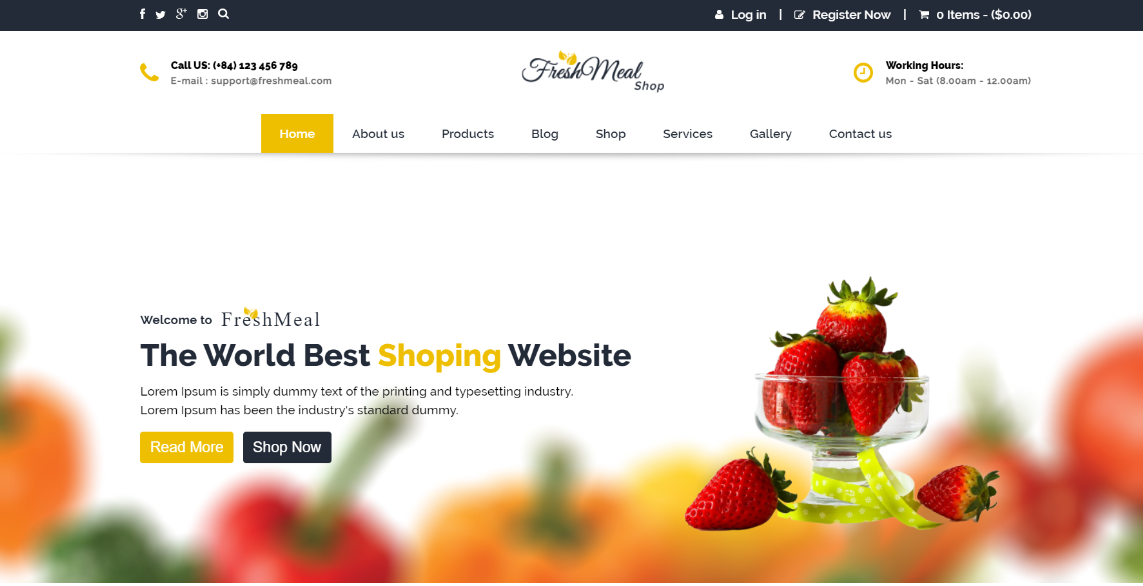 Log in | Register Now | 0 Items - ($0.00)
Call US: (+84) 123 456 789
E-mail : support@freshmeal.com
FreshMeal
Shop
Working Hours:
Mon - Sat (8.00am - 12.00am)
Home About us Products Blog Shop Services Gallery Contact us
Welcome to FreshMeal
The World Best Shoping Website
Lorem Ipsum is simply dummy text of the printing and typesetting industry.
Lorem Ipsum has been the industry's standard dummy.
Read More Shop Now